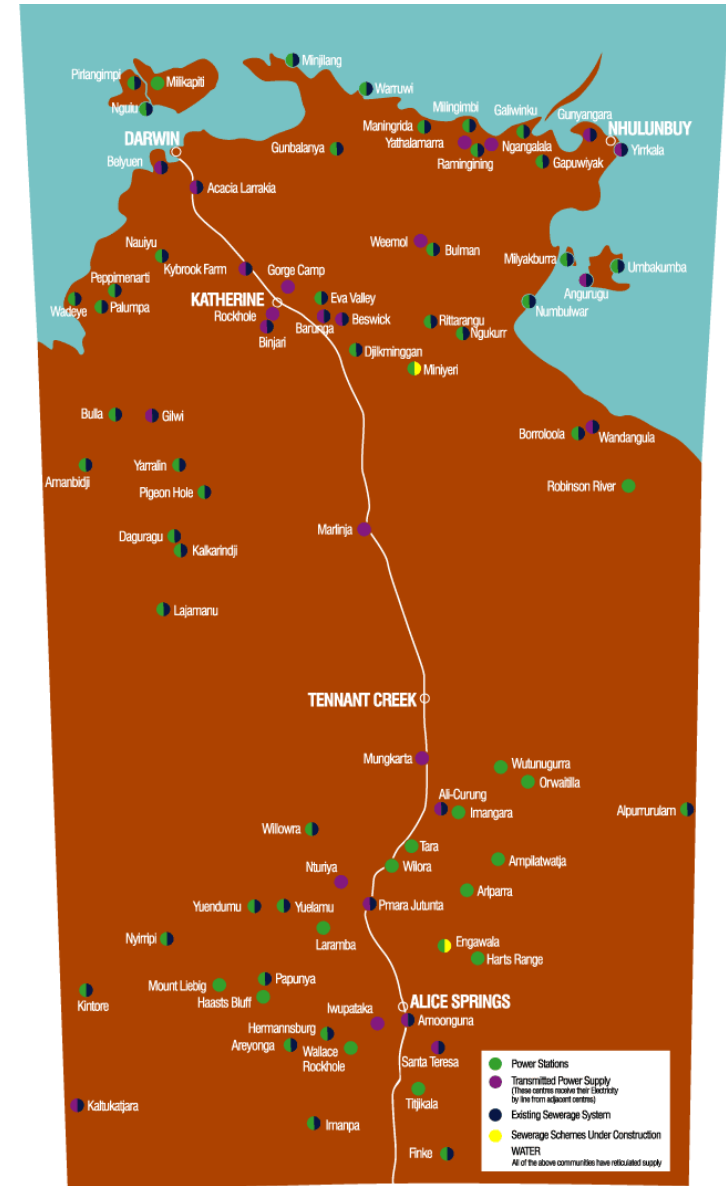 Minjilang
Pirlangimpi
Milikapiti
Warruwi
Nguiu
Milingimbi
Galiwinku
Gunyangara
Maningrida
NHULUNBUY
DARWIN
Gunbalanya
Yathalamarra
Ngangalala
Yirrkala
Belyuen
Ramingining
Gapuwiyak
Acacia Larrakia
Nauiyu
Weemol
Bulman
Milyakburra
Umbakumba
Kybrook Farm
Gorge Camp
Peppimenarti
Angurugu
KATHERINE
Eva Valley
Wadeye
Palumpa
Rockhole
Numbulwar
Barunga
Beswick
Rittarangu
Binjari
Ngukurr
Djilkminggan
Miniyeri
Bulla
Gilwi
Borroloola
Wandangula
Yarralin
Amanbidji
Pigeon Hole
Robinson River
Marlinja
Daguragu
Kalkarindji
Lajamanu
TENNANT CREEK
Mungkarta
Wutunugurra
Orwaitilla
Ali-Curung
Imangara
Alpurrurulam
Willowra
Tara
Wilora
Ampilatwatja
Nturiya
Arlparra
Yuendumu
Yuelamu
Pmara Jutunta
Laramba
Nyirripi
Engawala
Harts Range
Papunya
Mount Liebig
Haasts Bluff
Kintore
ALICE SPRINGS
Iwupataka
Amoonguna
Hermannsburg
Areyonga
Wallace
Rockhole
Santa Teresa
Titjikala
Kaltukatjara
Imanpa
Finke
Power Stations
Transmitted Power Supply
(These centres receive their Electricity
by line from adjacent centres)
Existing Sewerage System
Sewerage Schemes Under Construction
WATER
All of the above communities have reticulated supply